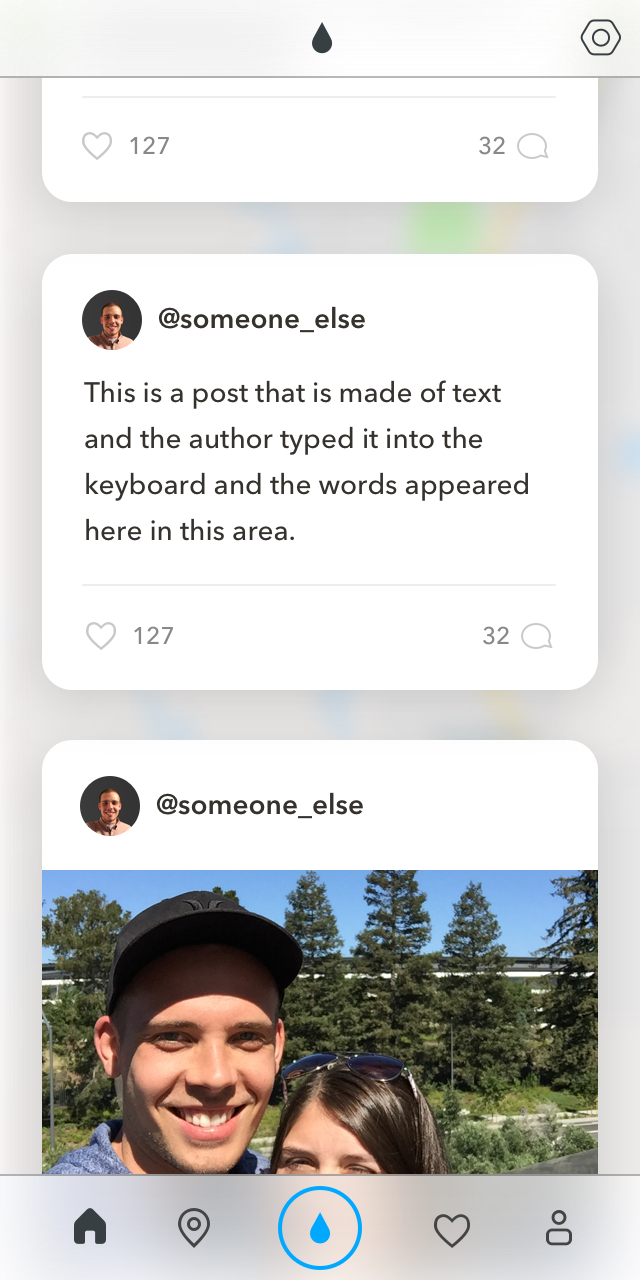 127 32
@someone_else
This is a post that is made of text
and the author typed it into the
keyboard and the words appeared
here in this area.
127 32
@someone_else